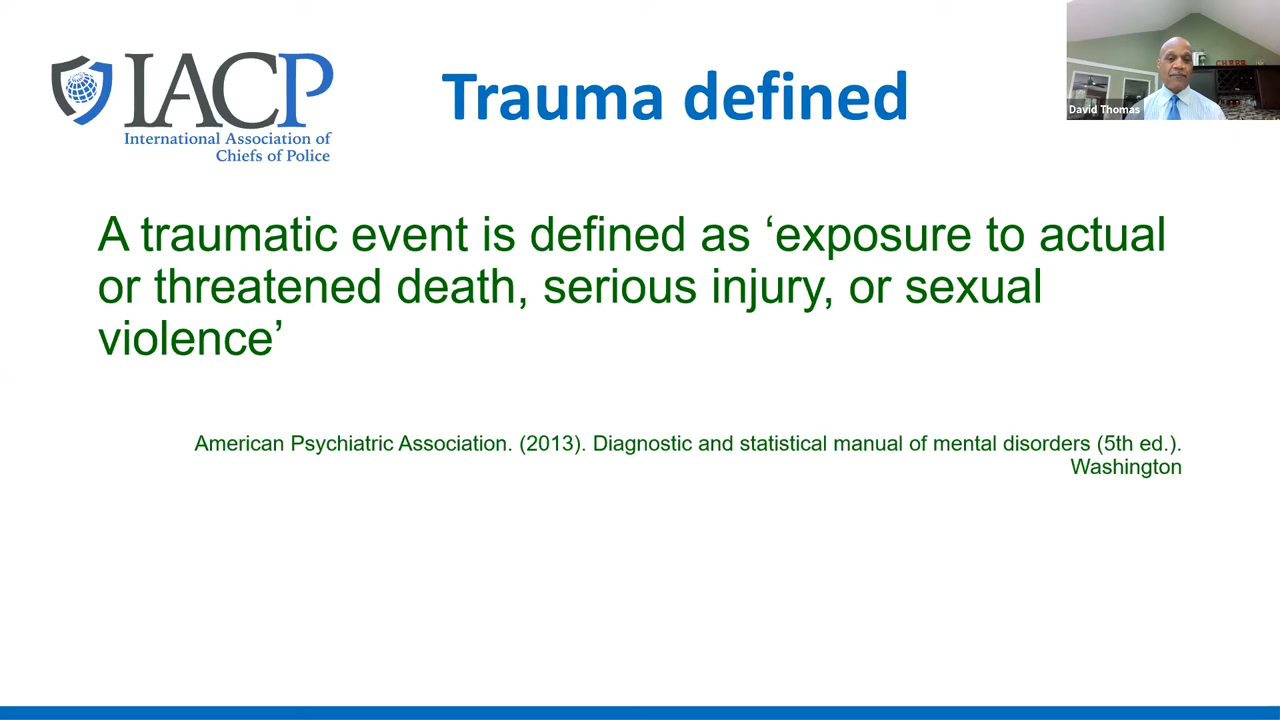 IACP
International Association of
Chiefs of Police
Trauma defined
David Thomas
A traumatic event is defined as ‘exposure to actual
or threatened death, serious injury, or sexual
violence’
American Psychiatric Association. (2013). Diagnostic and statistical manual of mental disorders (5th ed.).
Washington